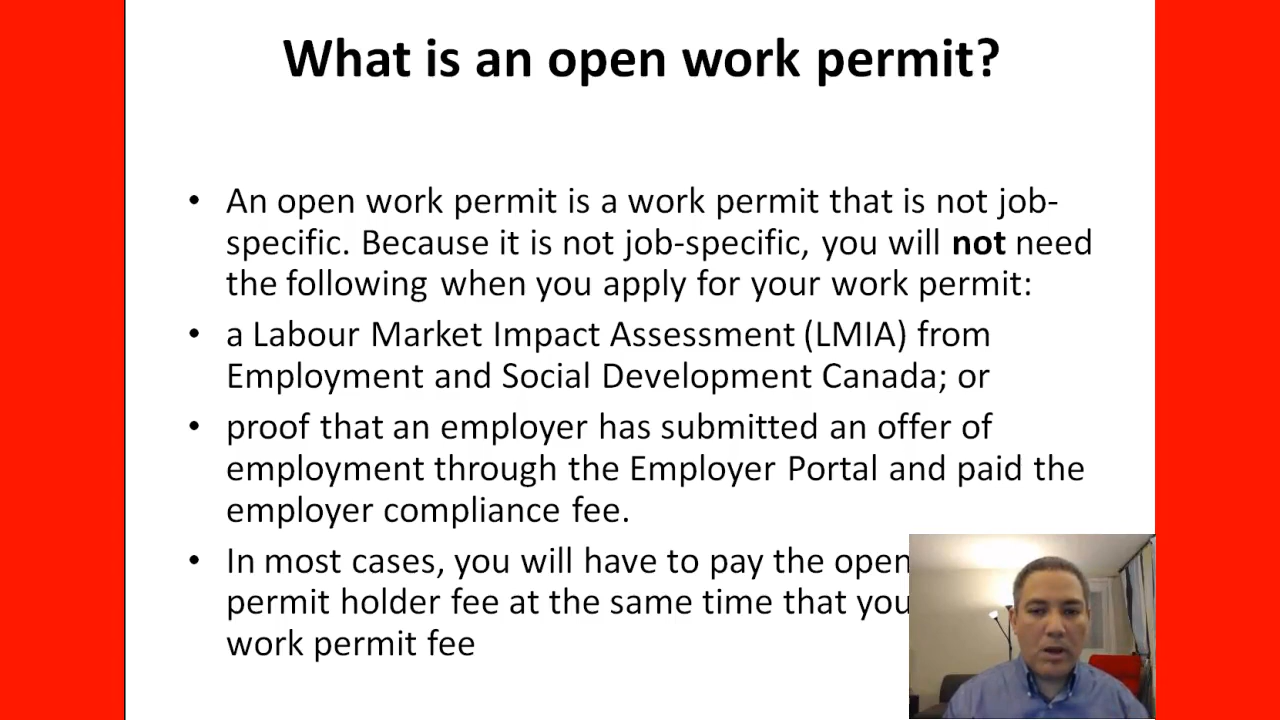 What is an open work permit?
• An open work permit is a work permit that is not job-
specific. Because it is not job-specific, you will not need
the following when you apply for your work permit:
• a Labour Market Impact Assessment (LMIA) from
Employment and Social Development Canada; or
• proof that an employer has submitted an offer of
employment through the Employer Portal and paid the
employer compliance fee.
• In most cases, you will have to pay the open
permit holder fee at the same time that you
work permit fee